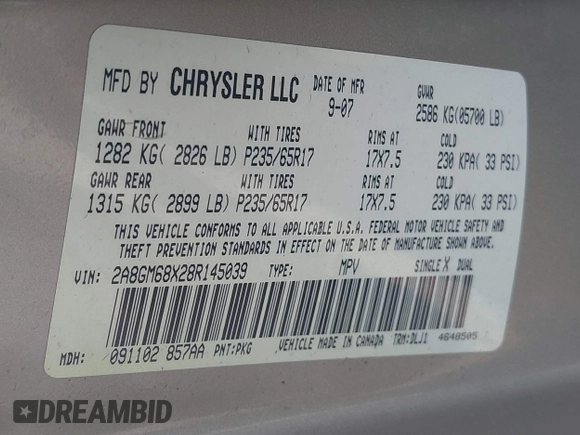 MFD BY CHRYSLER LLC DATE OF MFR GVWR
9-07 2586 KG(05700 LB)
GAWR FRONT WITH TIRES RIMS AT COLD
1282 KG( 2826 LB) P235/65R17 17X7.5 230 KPA( 33 PSI)
GAWR REAR WITH TIRES RIMS AT COLD
1315 KG( 2899 LB) P235/65R17 17X7.5 230 KPA( 33 PSI)
THIS VEHICLE CONFORMS TO ALL APPLICABLE U.S.A. FEDERAL MOTOR VEHICLE SAFETY AND
THEFT PREVENTION STANDARDS IN EFFECT ON THE DATE OF MANUFACTURE SHOWN ABOVE.
VIN: 2A8GM68X28R145039 TYPE: MPV SINGLE X DUAL
MDH: 091102 857AA PNT:PKG VEHICLE MADE IN CANADA TRM:DLJ1 4648505
DREAMBID